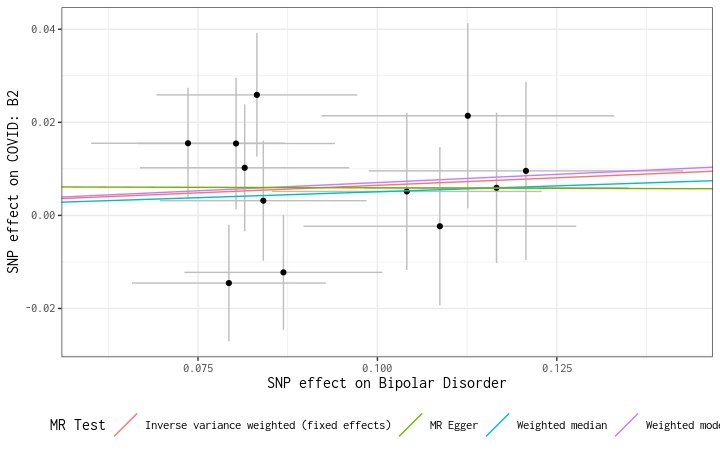 0.04
0.02
0.00
-0.02
SNP effect on COVID: B2
0.075
0.100
0.125
SNP effect on Bipolar Disorder
MR Test
Inverse variance weighted (fixed effects)
MR Egger
Weighted median
Weighted mode